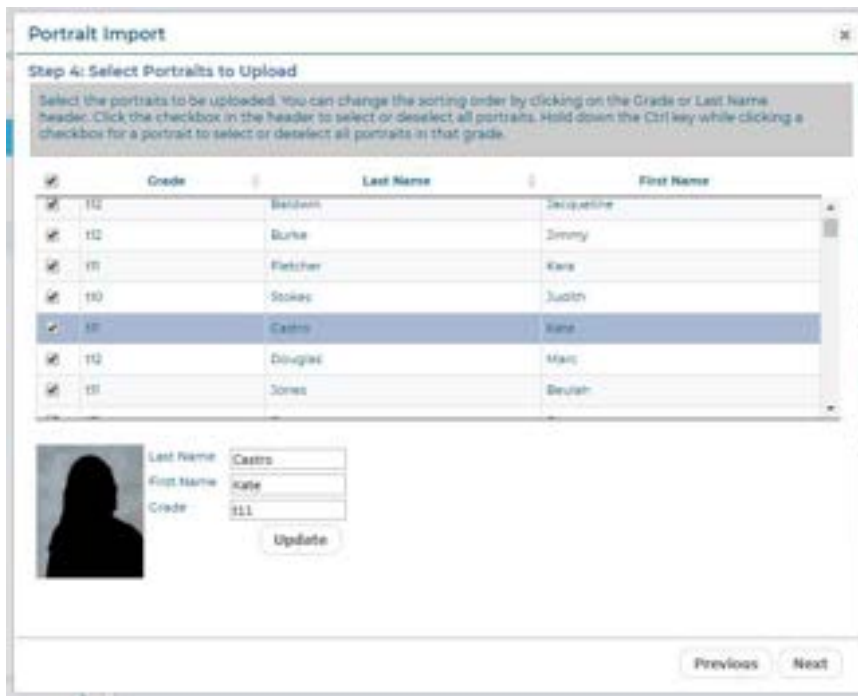 Portrait Import
Step 4: Select Portraits to Upload
Select the portraits to be uploaded. You can change the sorting order by clicking on the Grade or Last Name
header. Click the checkbox in the header to select or deselect all portraits. Hold down the Ctrl key while clicking a
checkbox for a portrait to select or deselect all portraits in that grade.
Grade Last Name First Name
t12 Baldwin Jacqueline
t12 Burke Jimmy
t11 Fletcher Kara
t10 Stokes Judith
t11 Castro Kate
t12 Douglas Marc
t11 Jones Beulah
Last Name Castro
First Name Kate
Grade t11
Update
Previous Next